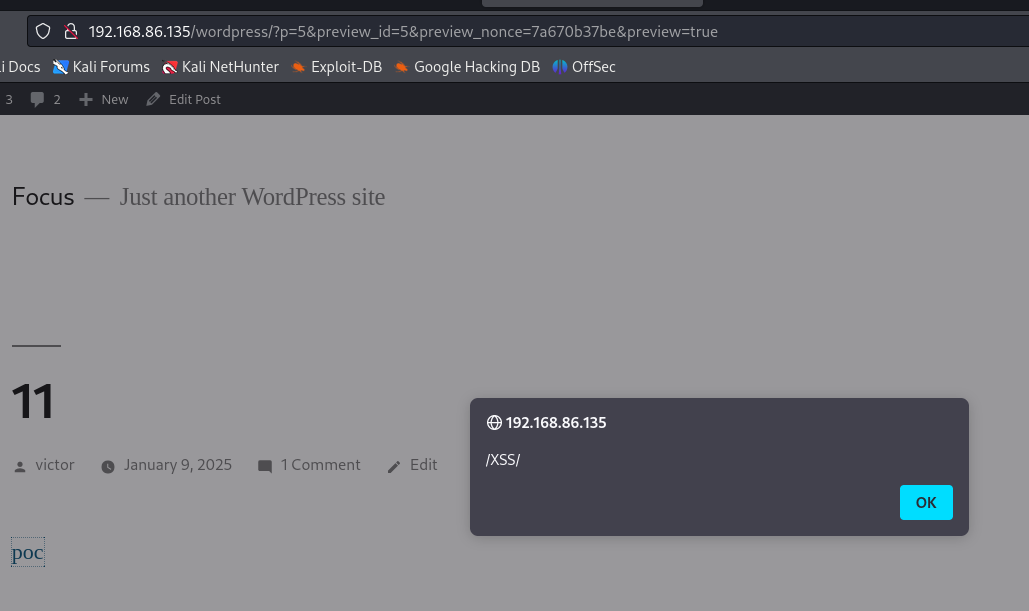 192.168.86.135/wordpress/?p=5&preview_id=5&preview_nonce=7a670b37be&preview=true
i Docs Kali Forums Kali NetHunter Exploit-DB Google Hacking DB OffSec
3 2 New Edit Post
Focus — Just another WordPress site
11
victor January 9, 2025 1 Comment Edit
poc
192.168.86.135
/XSS/
OK